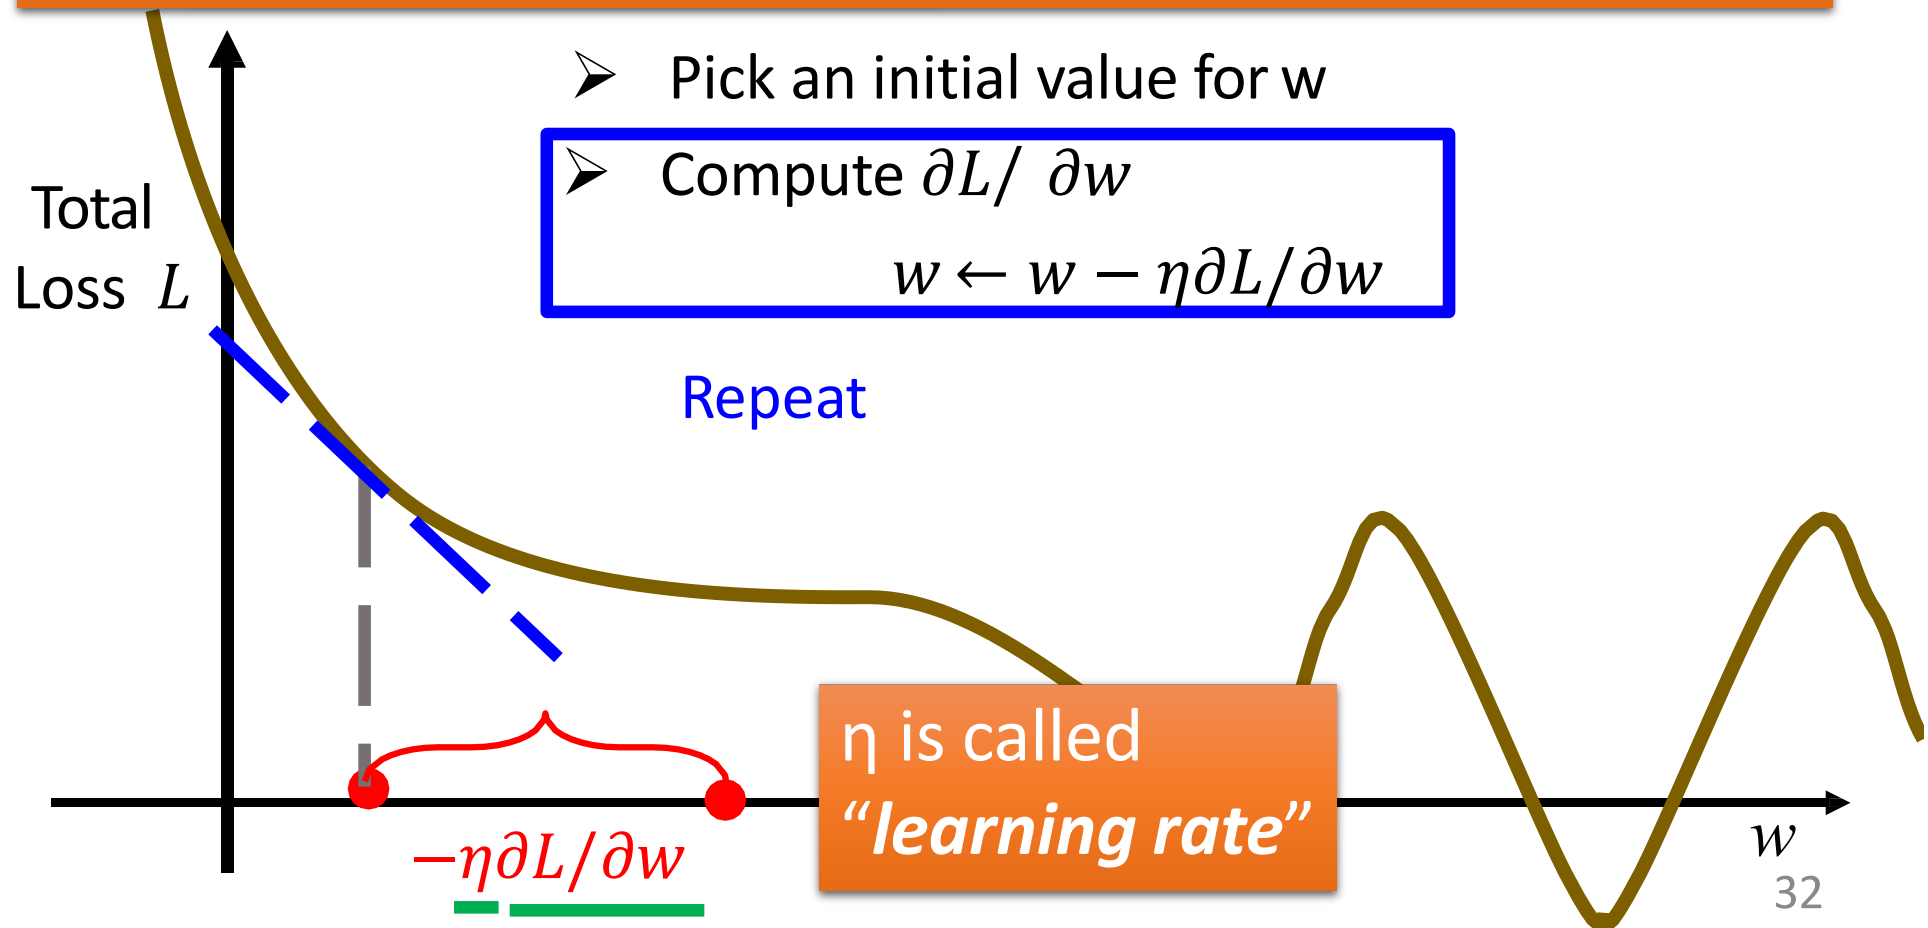 Pick an initial value for w
Compute ∂L/ ∂w
w ← w − η∂L/∂w
Total
Loss L
Repeat
η is called
“learning rate”
−η∂L/∂w
w
32